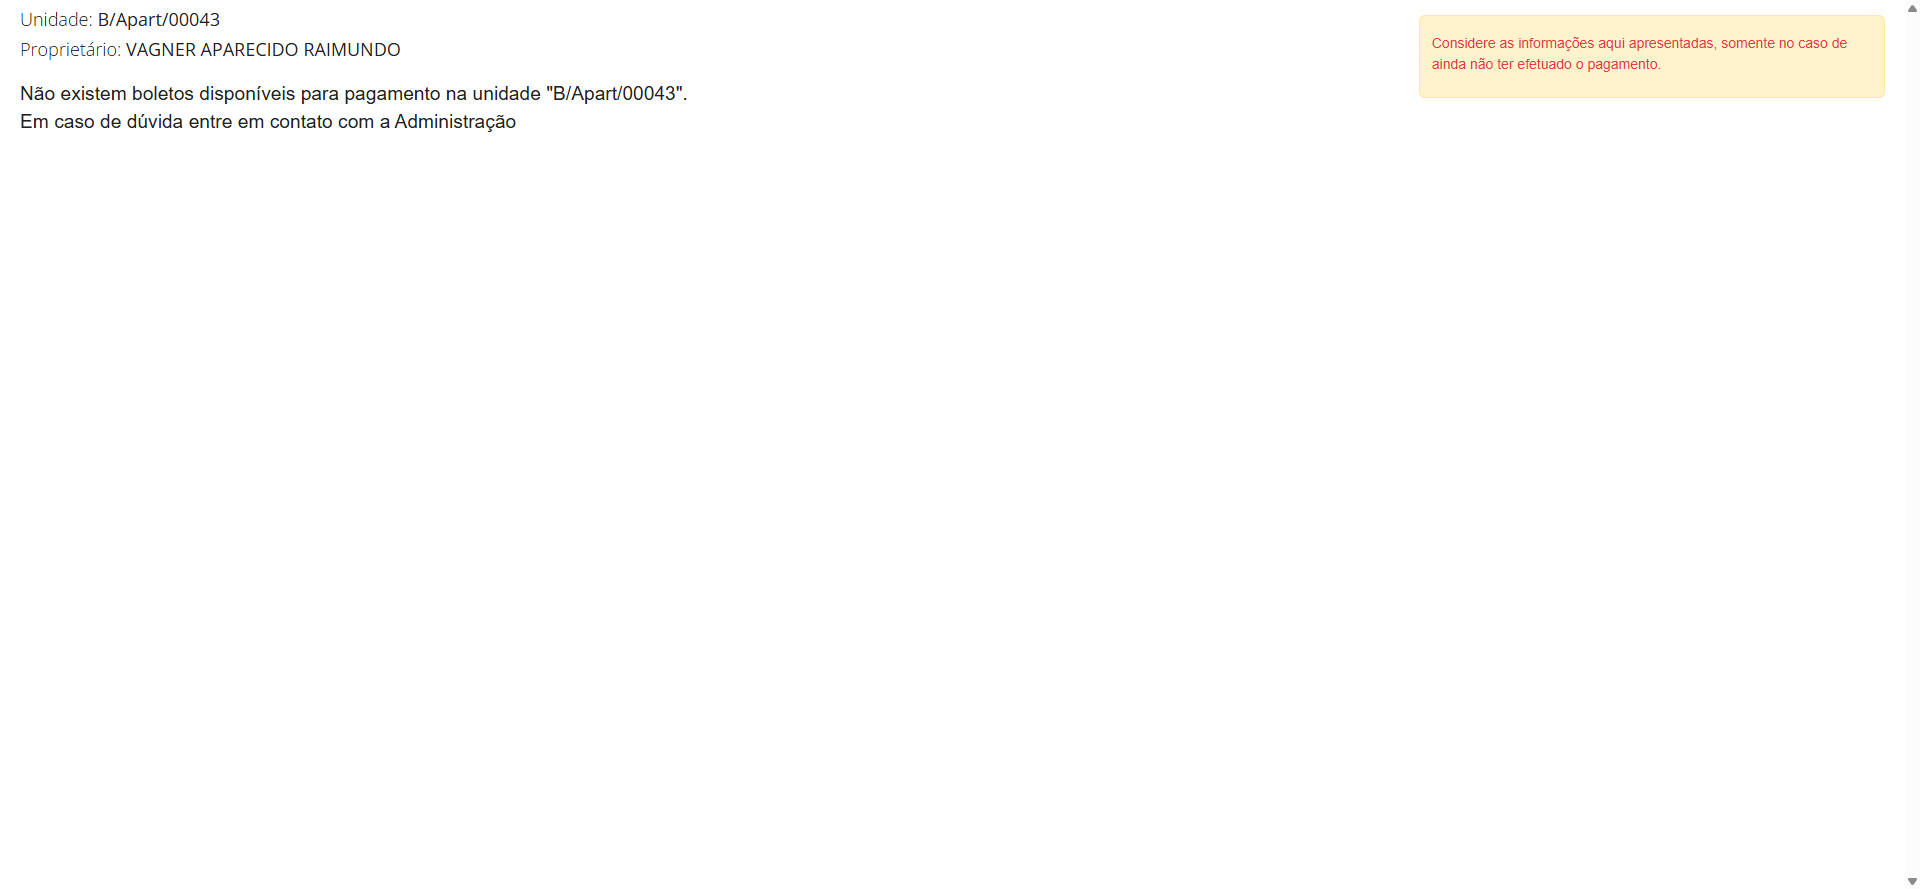 Unidade: B/Apart/00043
Proprietário: VAGNER APARECIDO RAIMUNDO
Não existem boletos disponíveis para pagamento na unidade "B/Apart/00043".
Em caso de dúvida entre em contato com a Administração
Considere as informações aqui apresentadas, somente no caso de
ainda não ter efetuado o pagamento.